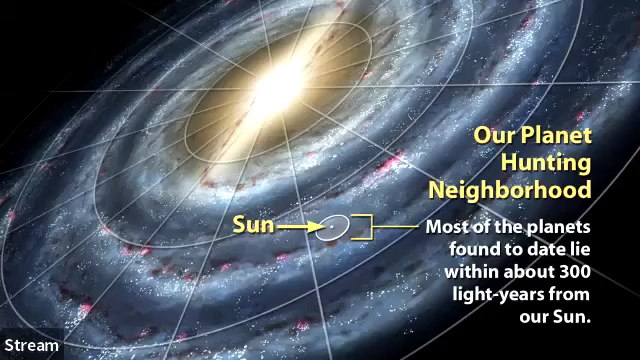 Our Planet
Hunting
Neighborhood
Sun
Most of the planets
found to date lie
within about 300
light-years from
our Sun.
Stream